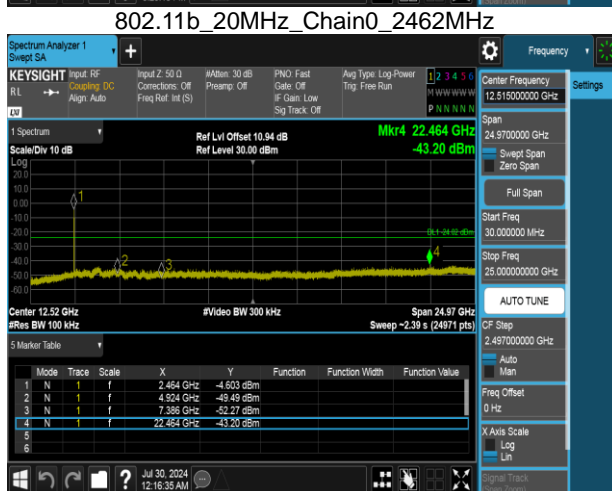 802.11b_20MHz_Chain0_2462MHz
Spectrum Analyzer 1
Swept SA
+
Frequency
KEYSIGHT Input: RF Input Z: 50 Ω #Atten: 30 dB PNO: Fast Avg Type: Log-Power 1 2 3 4 5 6
RL Coupling: DC Corrections: Off Preamp: Off Gate: Off Trig: Free Run M W W W W W
Align: Auto Freq Ref: Int (S) IF Gain: Low P N N N N N
Sig Track: Off
LXI
1 Spectrum
Ref Lvl Offset 10.94 dB Mkr4 22.464 GHz
Scale/Div 10 dB Ref Level 30.00 dBm -43.20 dBm
Log
20.0
10.0
0.00
-10.0
-20.0
-30.0
-40.0
-50.0
-60.0
1
2
3
4
DL1 -24.02 dBm
Center 12.52 GHz #Video BW 300 kHz Span 24.97 GHz
#Res BW 100 kHz Sweep ~2.39 s (24971 pts)
5 Marker Table
Mode Trace Scale X Y Function Function Width Function Value
1 N 1 f 2.464 GHz -4.603 dBm
2 N 1 f 4.924 GHz -49.49 dBm
3 N 1 f 7.386 GHz -52.27 dBm
4 N 1 f 22.464 GHz -43.20 dBm
5
6
Jul 30, 2024
12:16:35 AM
?
Center Frequency
12.515000000 GHz
Settings
Span
24.9700000 GHz
Swept Span
Zero Span
Full Span
Start Freq
30.000000 MHz
Stop Freq
25.000000000 GHz
AUTO TUNE
CF Step
2.497000000 GHz
Auto
Man
Freq Offset
0 Hz
X Axis Scale
Log
Lin
Signal Track
(Span Zoom)